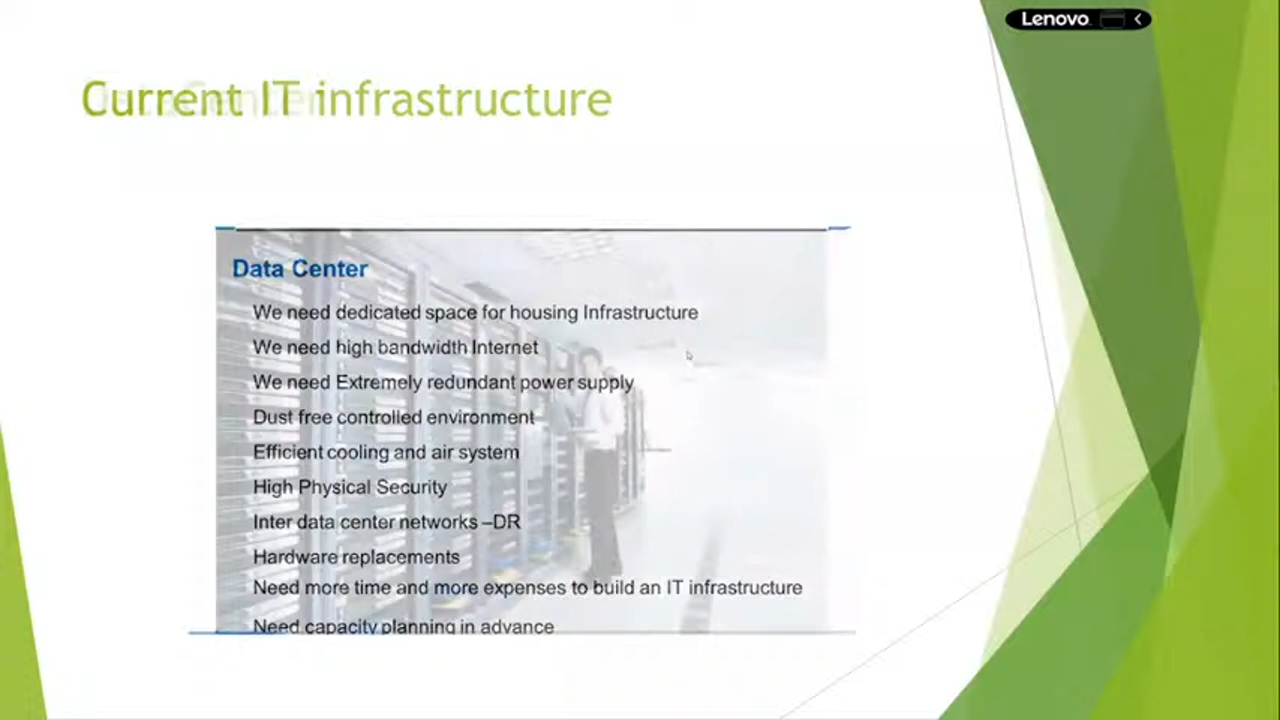 Lenovo
Current IT infrastructure
Data Center
We need dedicated space for housing Infrastructure
We need high bandwidth Internet
We need Extremely redundant power supply
Dust free controlled environment
Efficient cooling and air system
High Physical Security
Inter data center networks –DR
Hardware replacements
Need more time and more expenses to build an IT infrastructure
Need capacity planning in advance